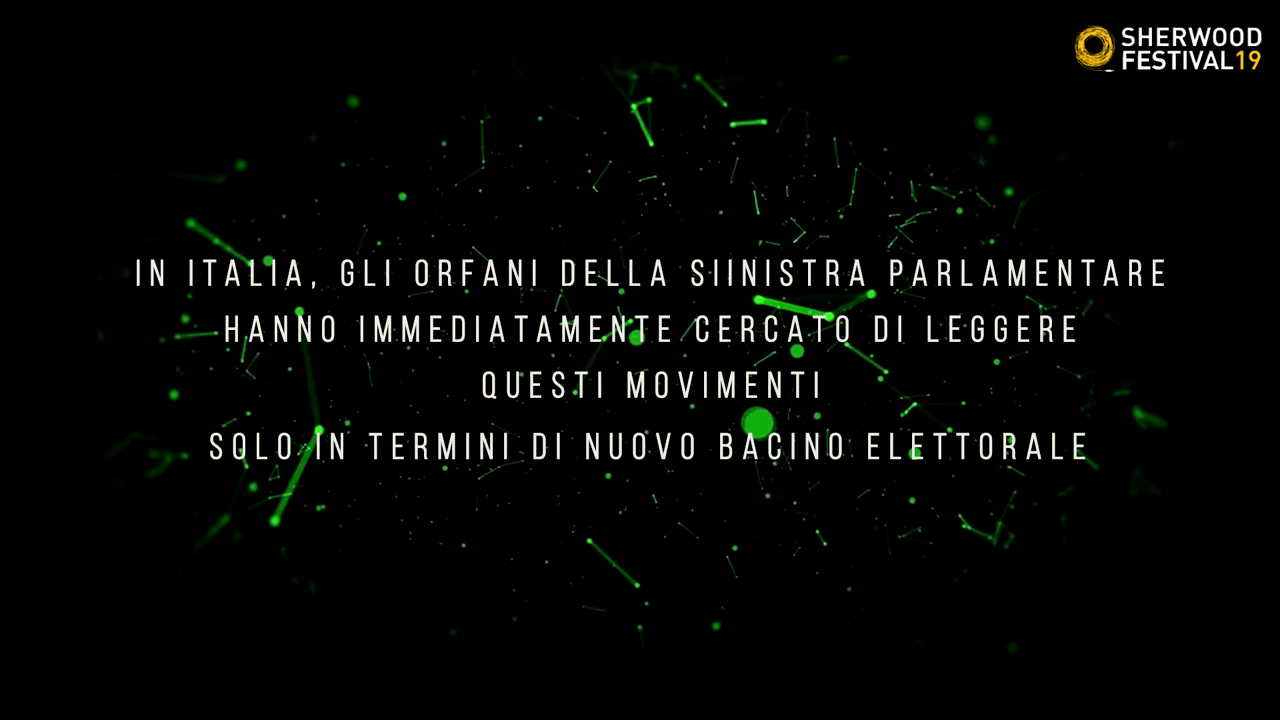 SHERWOOD
FESTIVAL19
IN ITALIA, GLI ORFANI DELLA SIINISTRA PARLAMENTARE
HANNO IMMEDIATAMENTE CERCATO DI LEGGERE
QUESTI MOVIMENTI
SOLO IN TERMINI DI NUOVO BACINO ELETTORALE